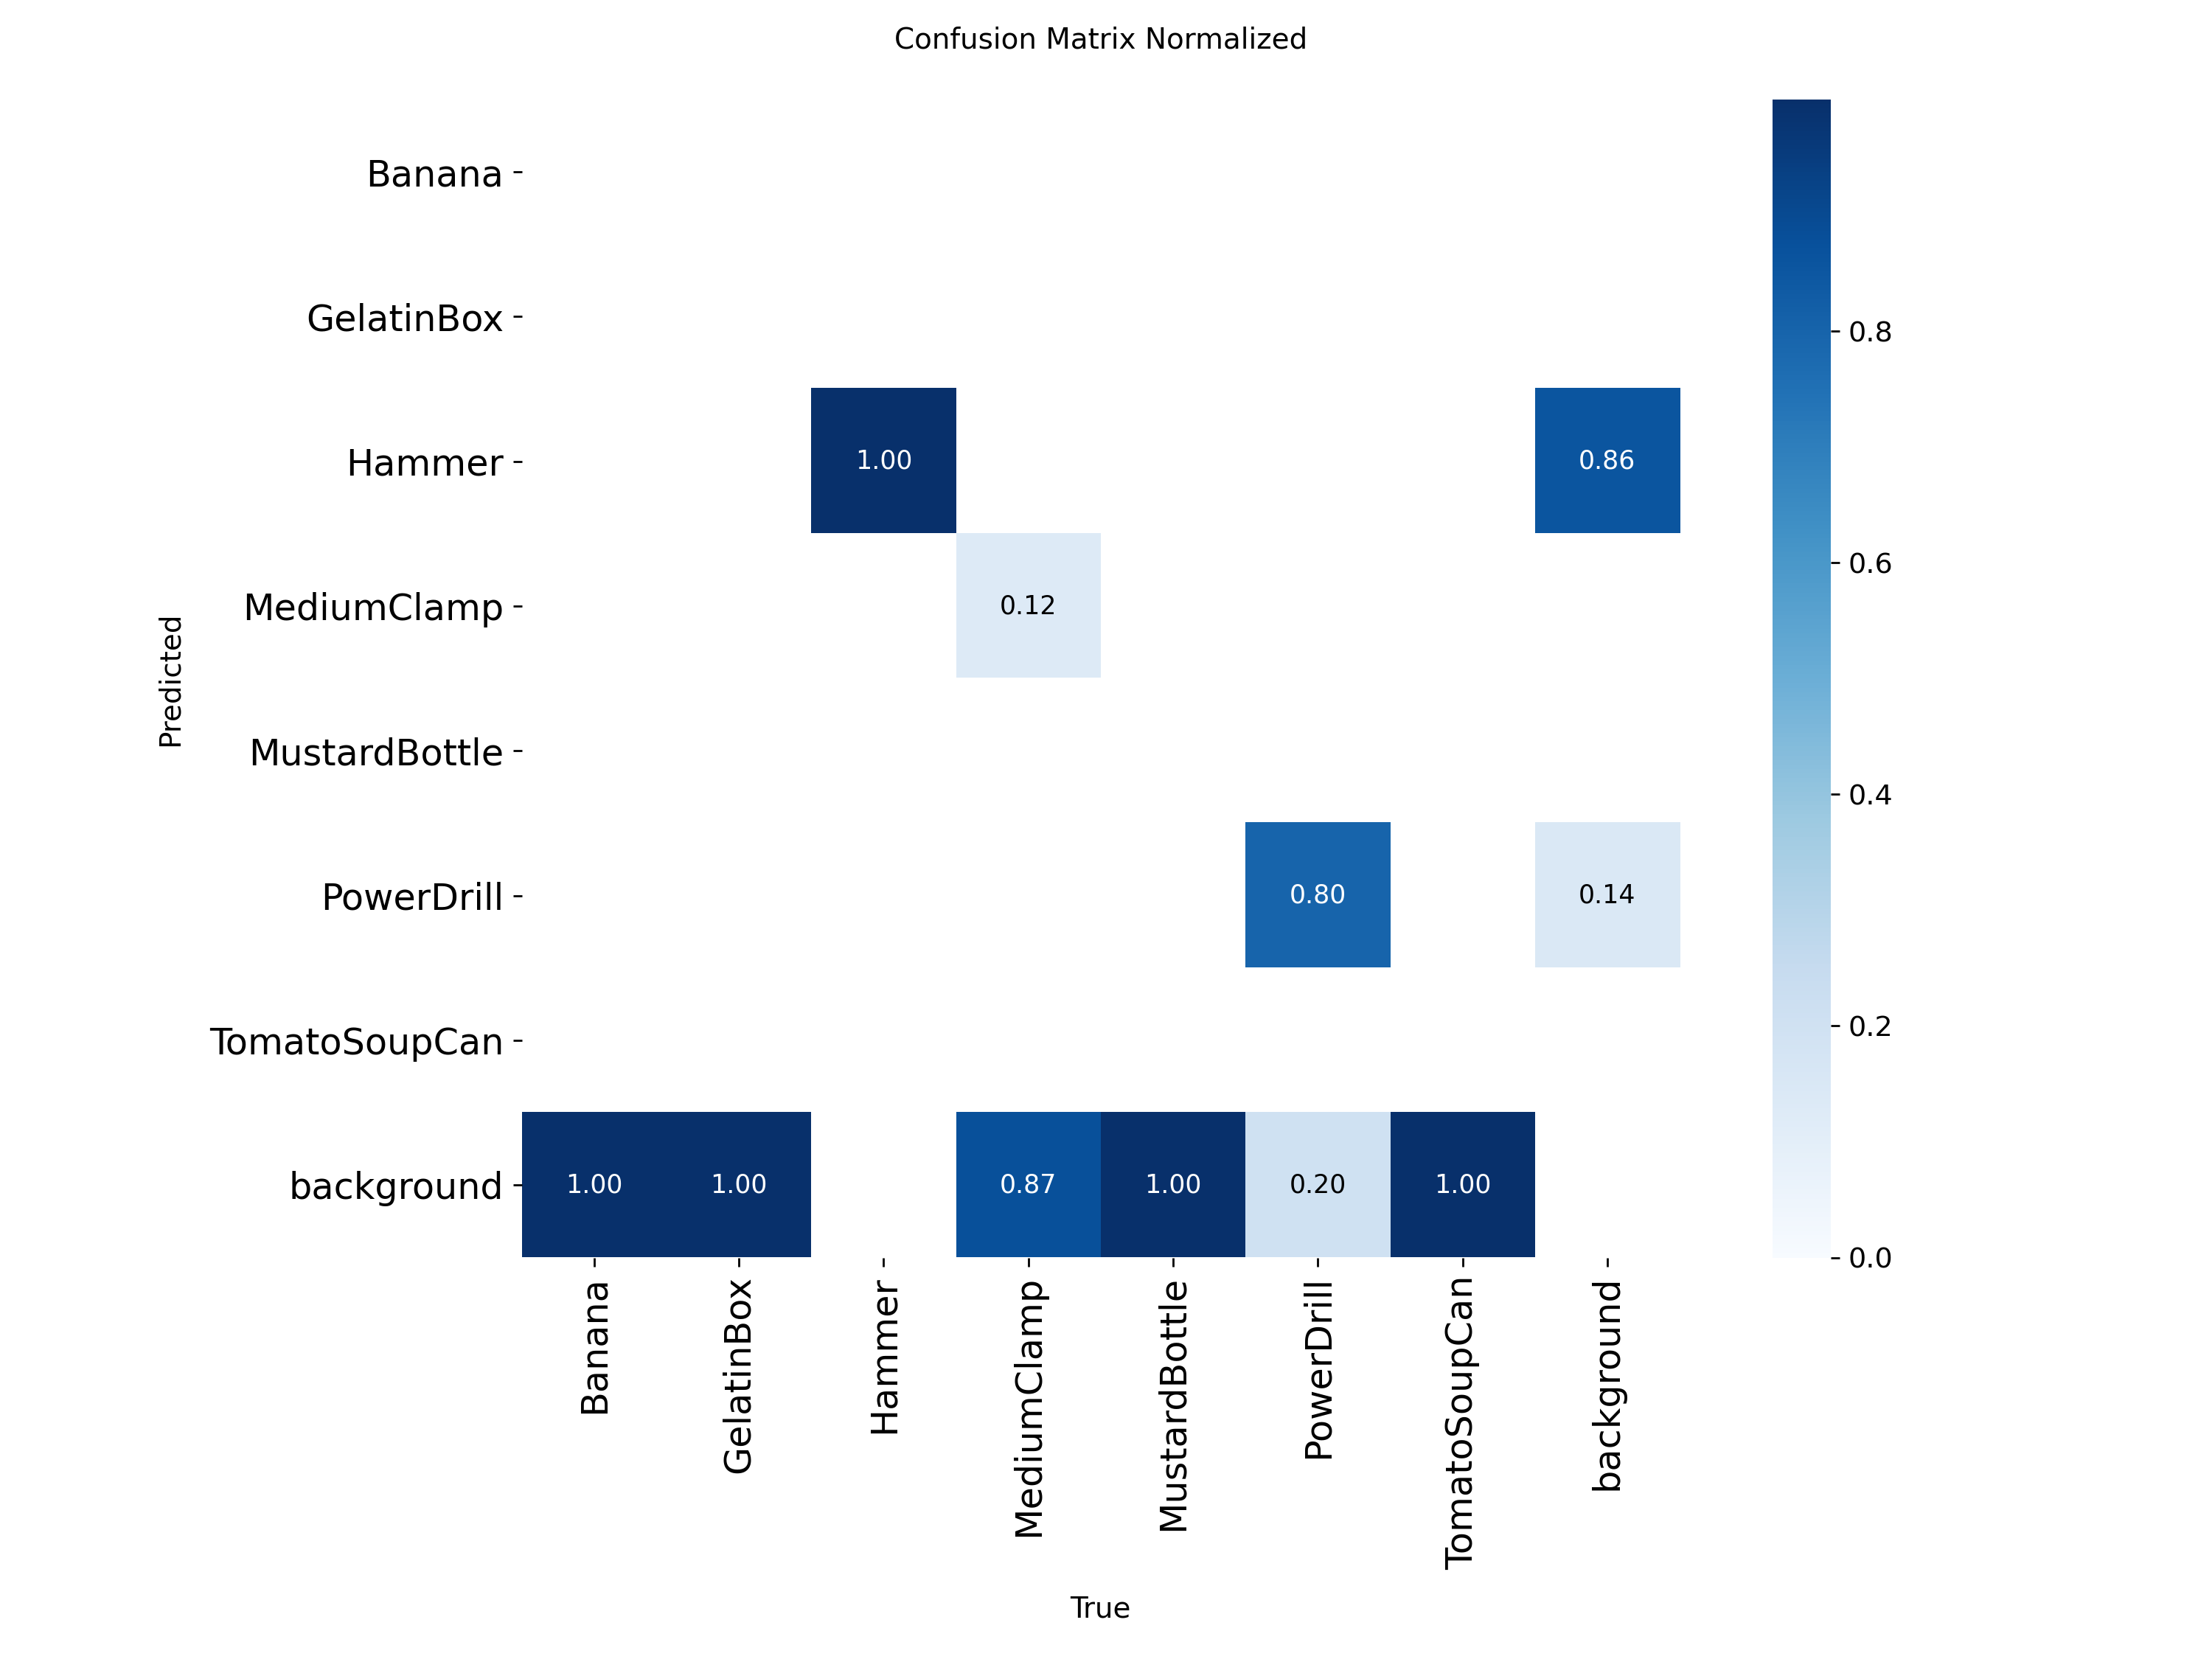 Confusion Matrix Normalized
Predicted
Banana
GelatinBox
Hammer
1.00 0.86
MediumClamp
0.12
MustardBottle
PowerDrill
0.80 0.14
TomatoSoupCan
background
1.00 1.00 0.87 1.00 0.20 1.00
Banana
GelatinBox
Hammer
MediumClamp
MustardBottle
PowerDrill
TomatoSoupCan
background
True
0.8
0.6
0.4
0.2
0.0